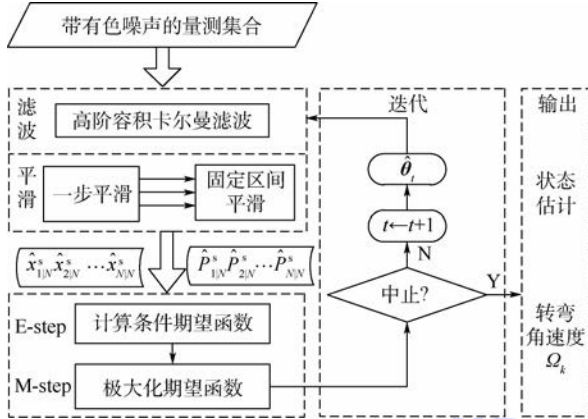 带有色噪声的量测集合
滤波
高阶容积卡尔曼滤波
平滑
一步平滑
固定区间
平滑
x̂ˢ₁|N x̂ˢ₂|N ⋯ x̂ˢN|N
P̂ˢ₁|N P̂ˢ₂|N ⋯ P̂ˢN|N
E-step
计算条件期望函数
M-step
极大化期望函数
迭代
θ̂ₜ
t←t+1
N
中止?
Y
输出
状态
估计
转弯
角速度
Ωₖ